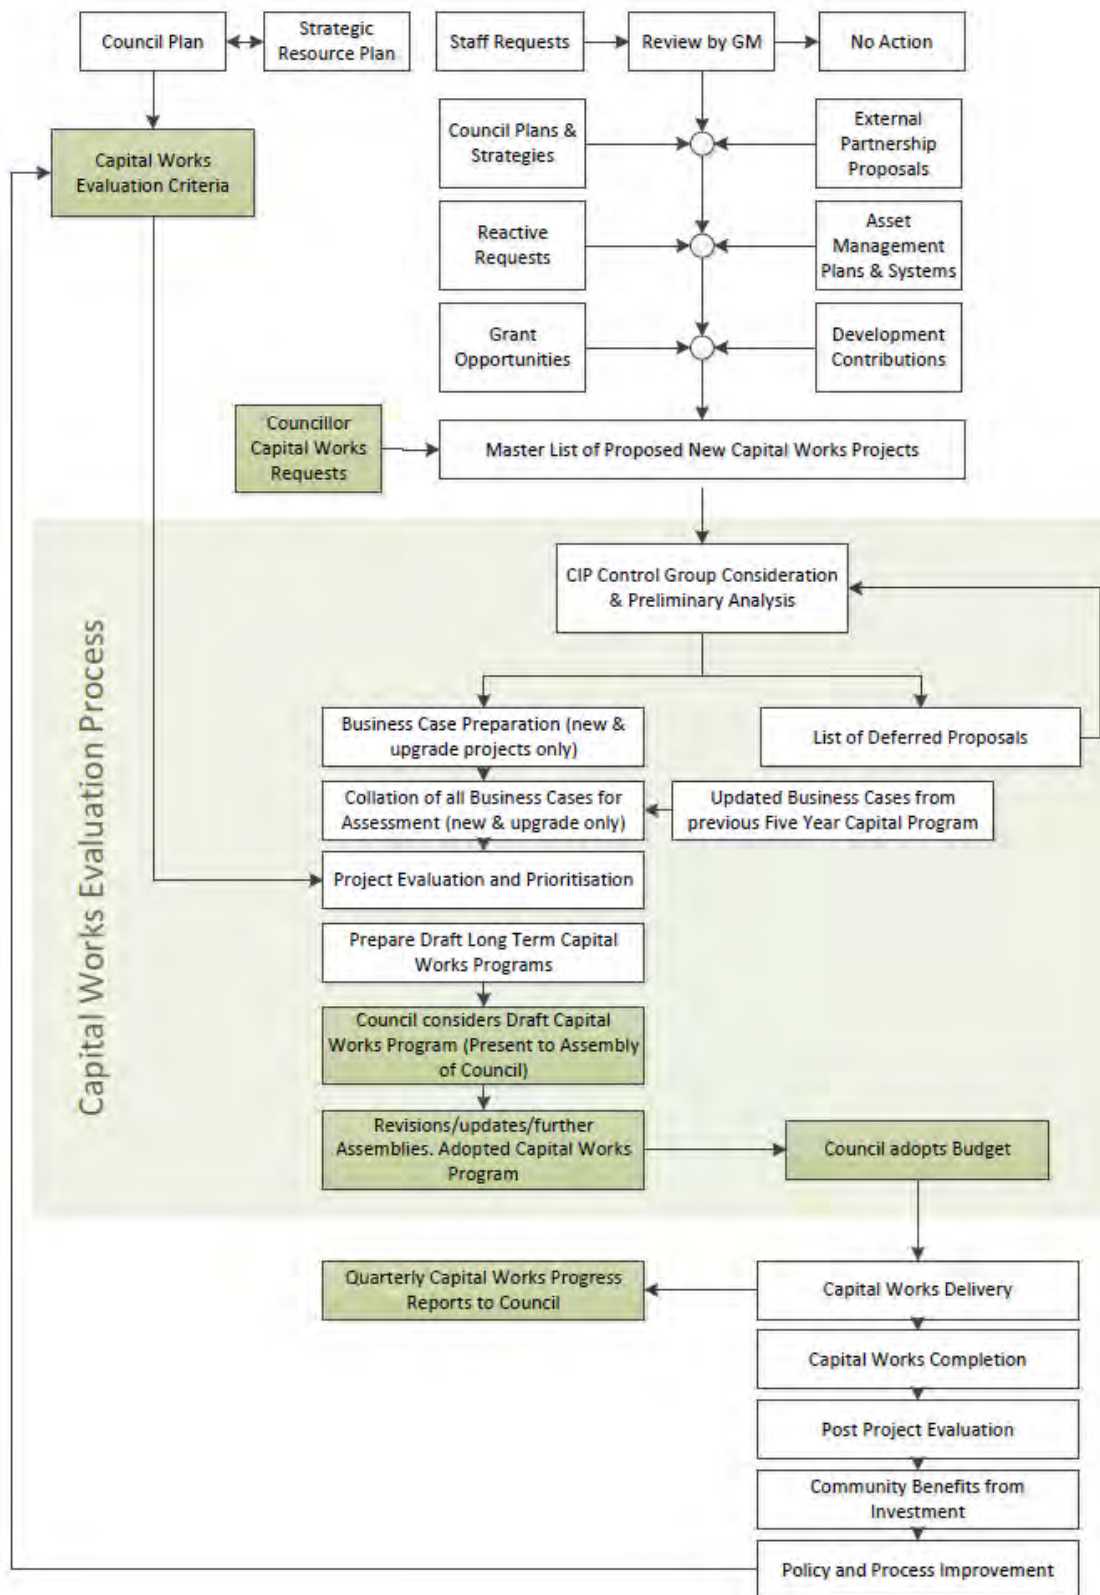 Council Plan
Strategic
Resource Plan
Staff Requests
Review by GM
No Action
Capital Works
Evaluation Criteria
Council Plans &
Strategies
External
Partnership
Proposals
Reactive
Requests
Asset
Management
Plans & Systems
Grant
Opportunities
Development
Contributions
Councillor
Capital Works
Requests
Master List of Proposed New Capital Works Projects
Capital Works Evaluation Process
CIP Control Group Consideration
& Preliminary Analysis
Business Case Preparation (new &
upgrade projects only)
List of Deferred Proposals
Collation of all Business Cases for
Assessment (new & upgrade only)
Updated Business Cases from
previous Five Year Capital Program
Project Evaluation and Prioritisation
Prepare Draft Long Term Capital
Works Programs
Council considers Draft Capital
Works Program (Present to Assembly
of Council)
Revisions/updates/further
Assemblies. Adopted Capital Works
Program
Council adopts Budget
Quarterly Capital Works Progress
Reports to Council
Capital Works Delivery
Capital Works Completion
Post Project Evaluation
Community Benefits from
Investment
Policy and Process Improvement